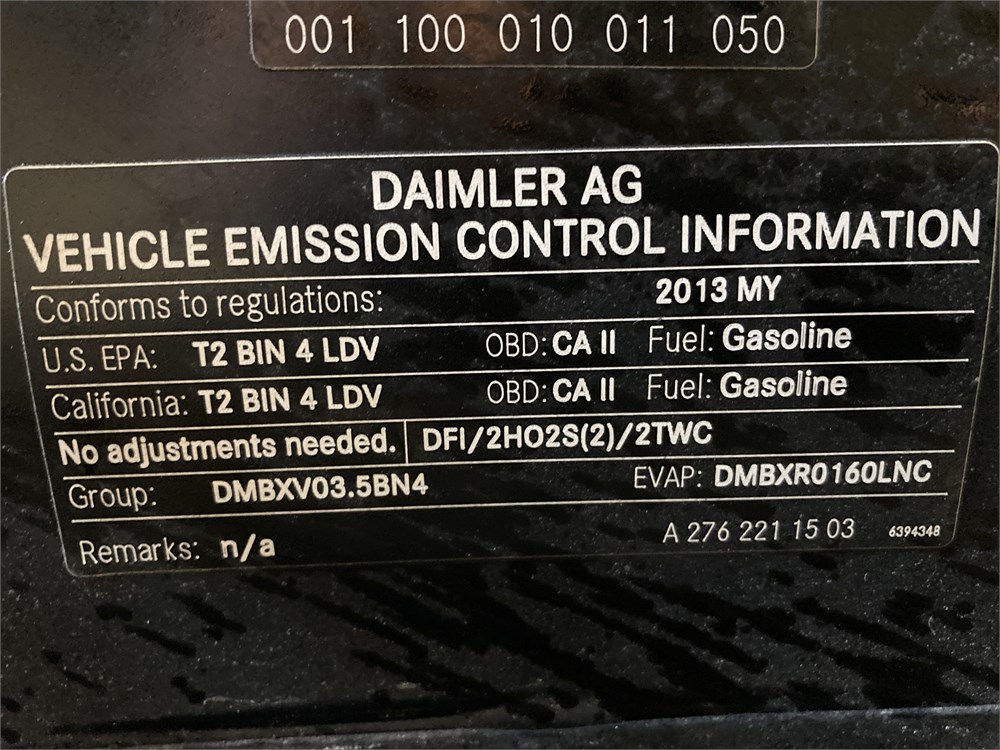 001 100 010 011 050
DAIMLER AG
VEHICLE EMISSION CONTROL INFORMATION
Conforms to regulations: 2013 MY
U.S. EPA: T2 BIN 4 LDV OBD: CA II Fuel: Gasoline
California: T2 BIN 4 LDV OBD: CA II Fuel: Gasoline
No adjustments needed. DFI/2HO2S(2)/2TWC
Group: DMBXV03.5BN4 EVAP: DMBXR0160LNC
Remarks: n/a A 276 221 15 03 6394348